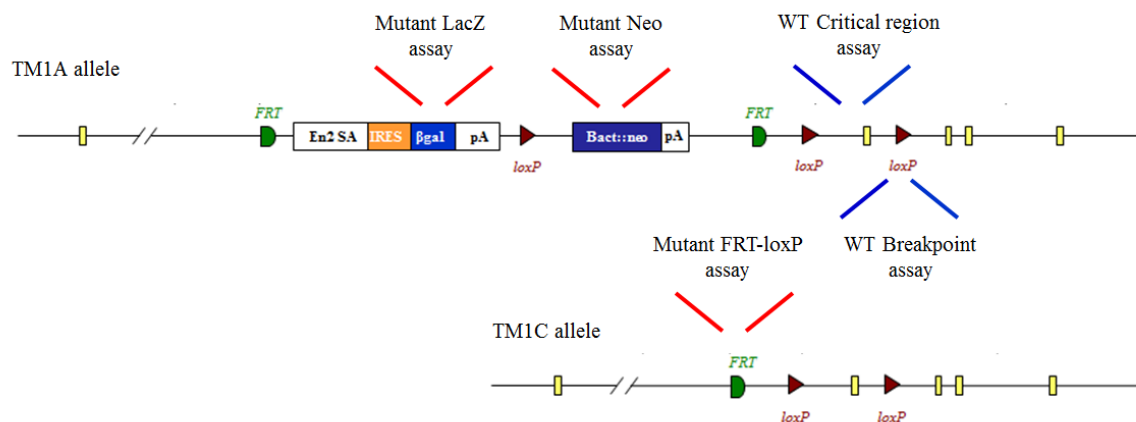 Mutant LacZ
assay
Mutant Neo
assay
WT Critical region
assay
TM1A allele
FRT
FRT
En2 SA
IRES
βgal
pA
Bact::neo
pA
loxP
loxP
loxP
Mutant FRT-loxP
assay
WT Breakpoint
assay
TM1C allele
FRT
loxP
loxP